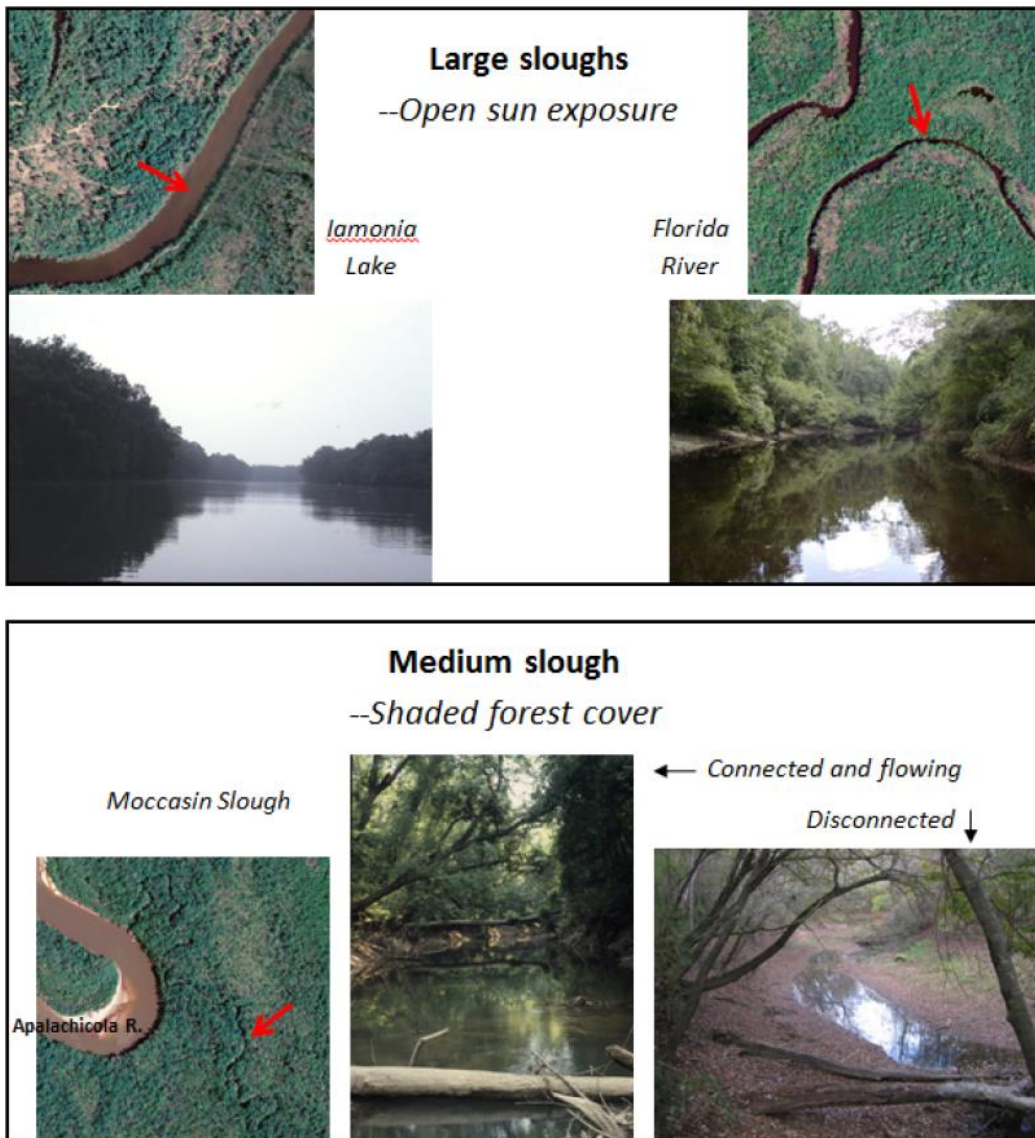 Large sloughs
--Open sun exposure
Iamonia
Lake
Florida
River
Medium slough
--Shaded forest cover
Connected and flowing
Moccasin Slough
Disconnected
Apalachicola R.